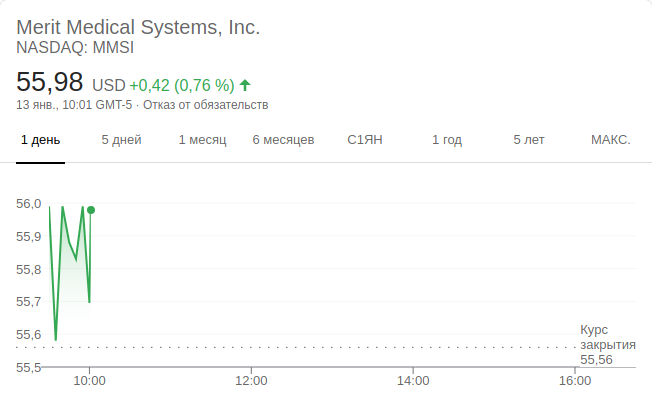 Merit Medical Systems, Inc.
NASDAQ: MMSI
55,98 USD +0,42 (0,76 %)
13 янв., 10:01 GMT-5 · Отказ от обязательств
1 день 5 дней 1 месяц 6 месяцев С1ЯН 1 год 5 лет МАКС.
56,0
55,9
55,8
55,7
55,6
55,5
Курс
закрытия
55,56
10:00 12:00 14:00 16:00